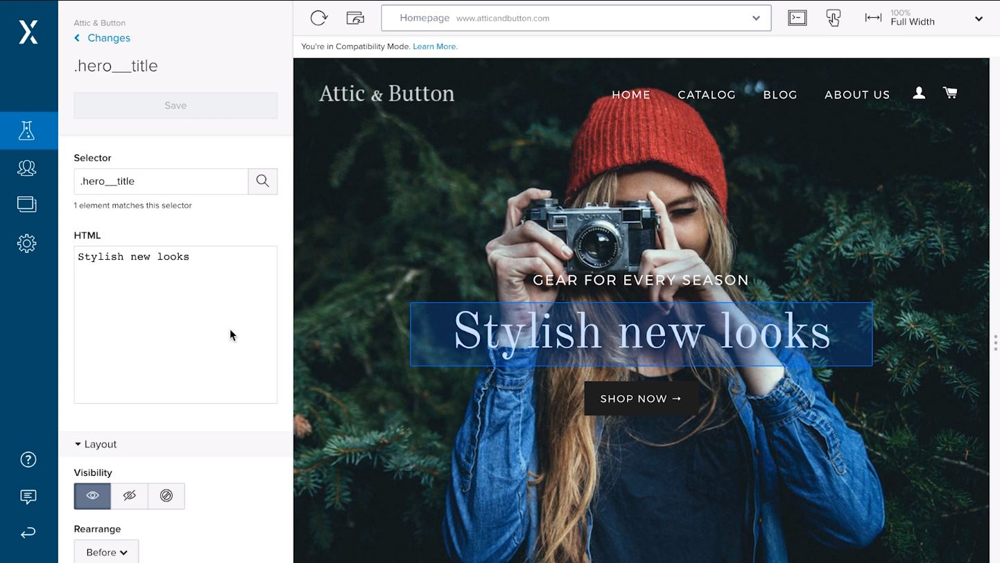 Attic & Button
Changes
.hero__title
Save
Selector
.hero__title
1 element matches this selector
HTML
Stylish new looks
Layout
Visibility
Rearrange
Before
Homepage www.atticandbutton.com
100%
Full Width
You're in Compatibility Mode. Learn More.
Attic & Button
HOME CATALOG BLOG ABOUT US
Contax
GEAR FOR EVERY SEASON
Stylish new looks
SHOP NOW →